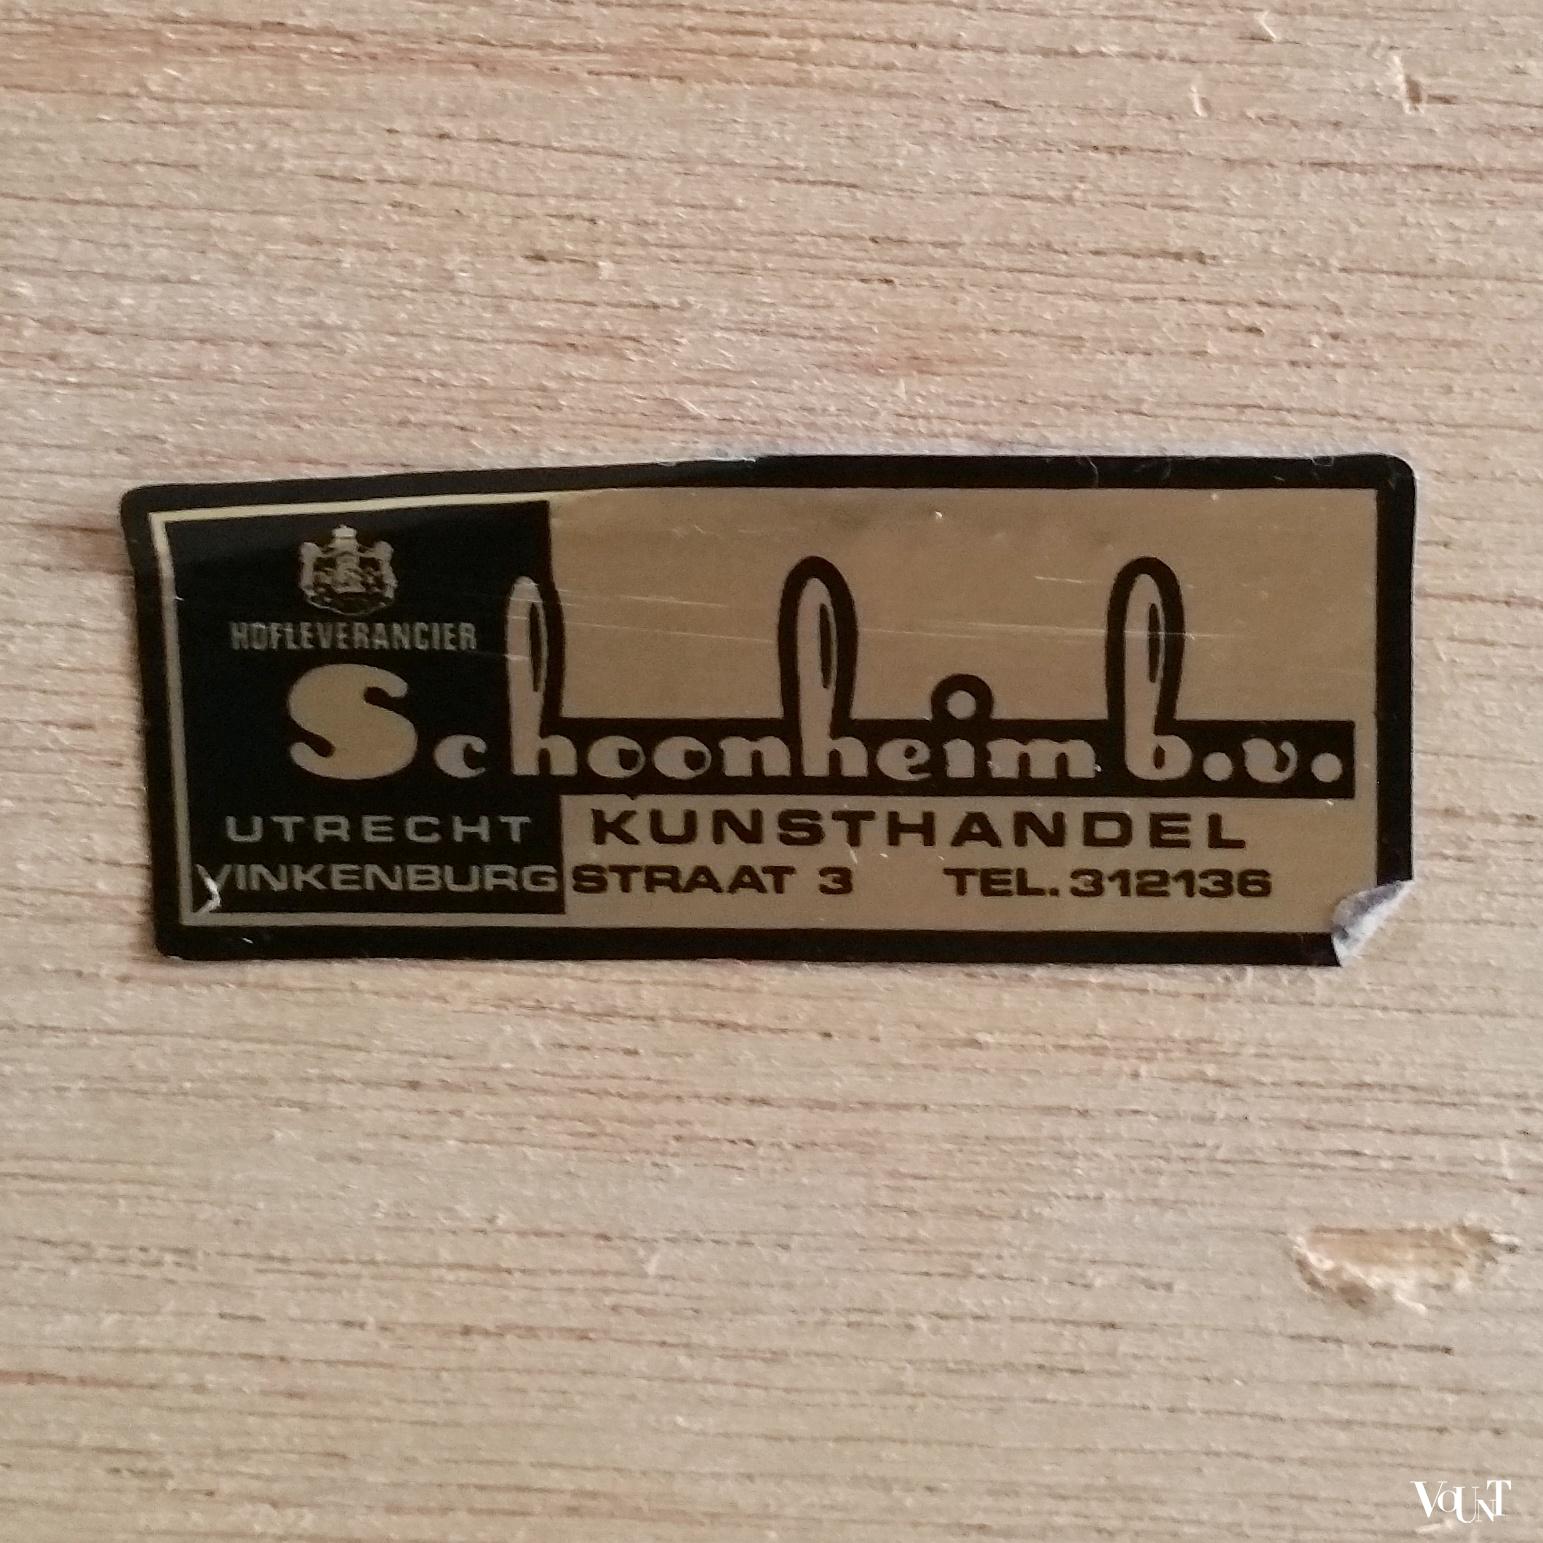 HOFLEVERANCIER
Schoonheim b.v.
UTRECHT KUNSTHANDEL
VINKENBURGSTRAAT 3 TEL. 312136
VOUNT